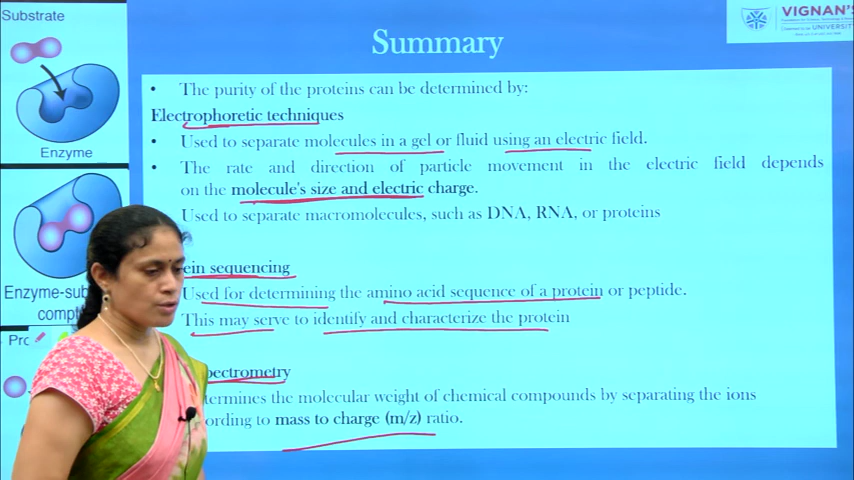 Substrate
VIGNAN'S
UNIVERSITY
Summary
• The purity of the proteins can be determined by:
Electrophoretic techniques
• Used to separate molecules in a gel or fluid using an electric field.
Enzyme
• The rate and direction of particle movement in the electric field depends
on the molecule's size and electric charge.
Used to separate macromolecules, such as DNA, RNA, or proteins
ein sequencing
Enzyme-sub
Used for determining the amino acid sequence of a protein or peptide.
comp
This may serve to identify and characterize the protein
Pro
pectrometry
termines the molecular weight of chemical compounds by separating the ions
ording to mass to charge (m/z) ratio.